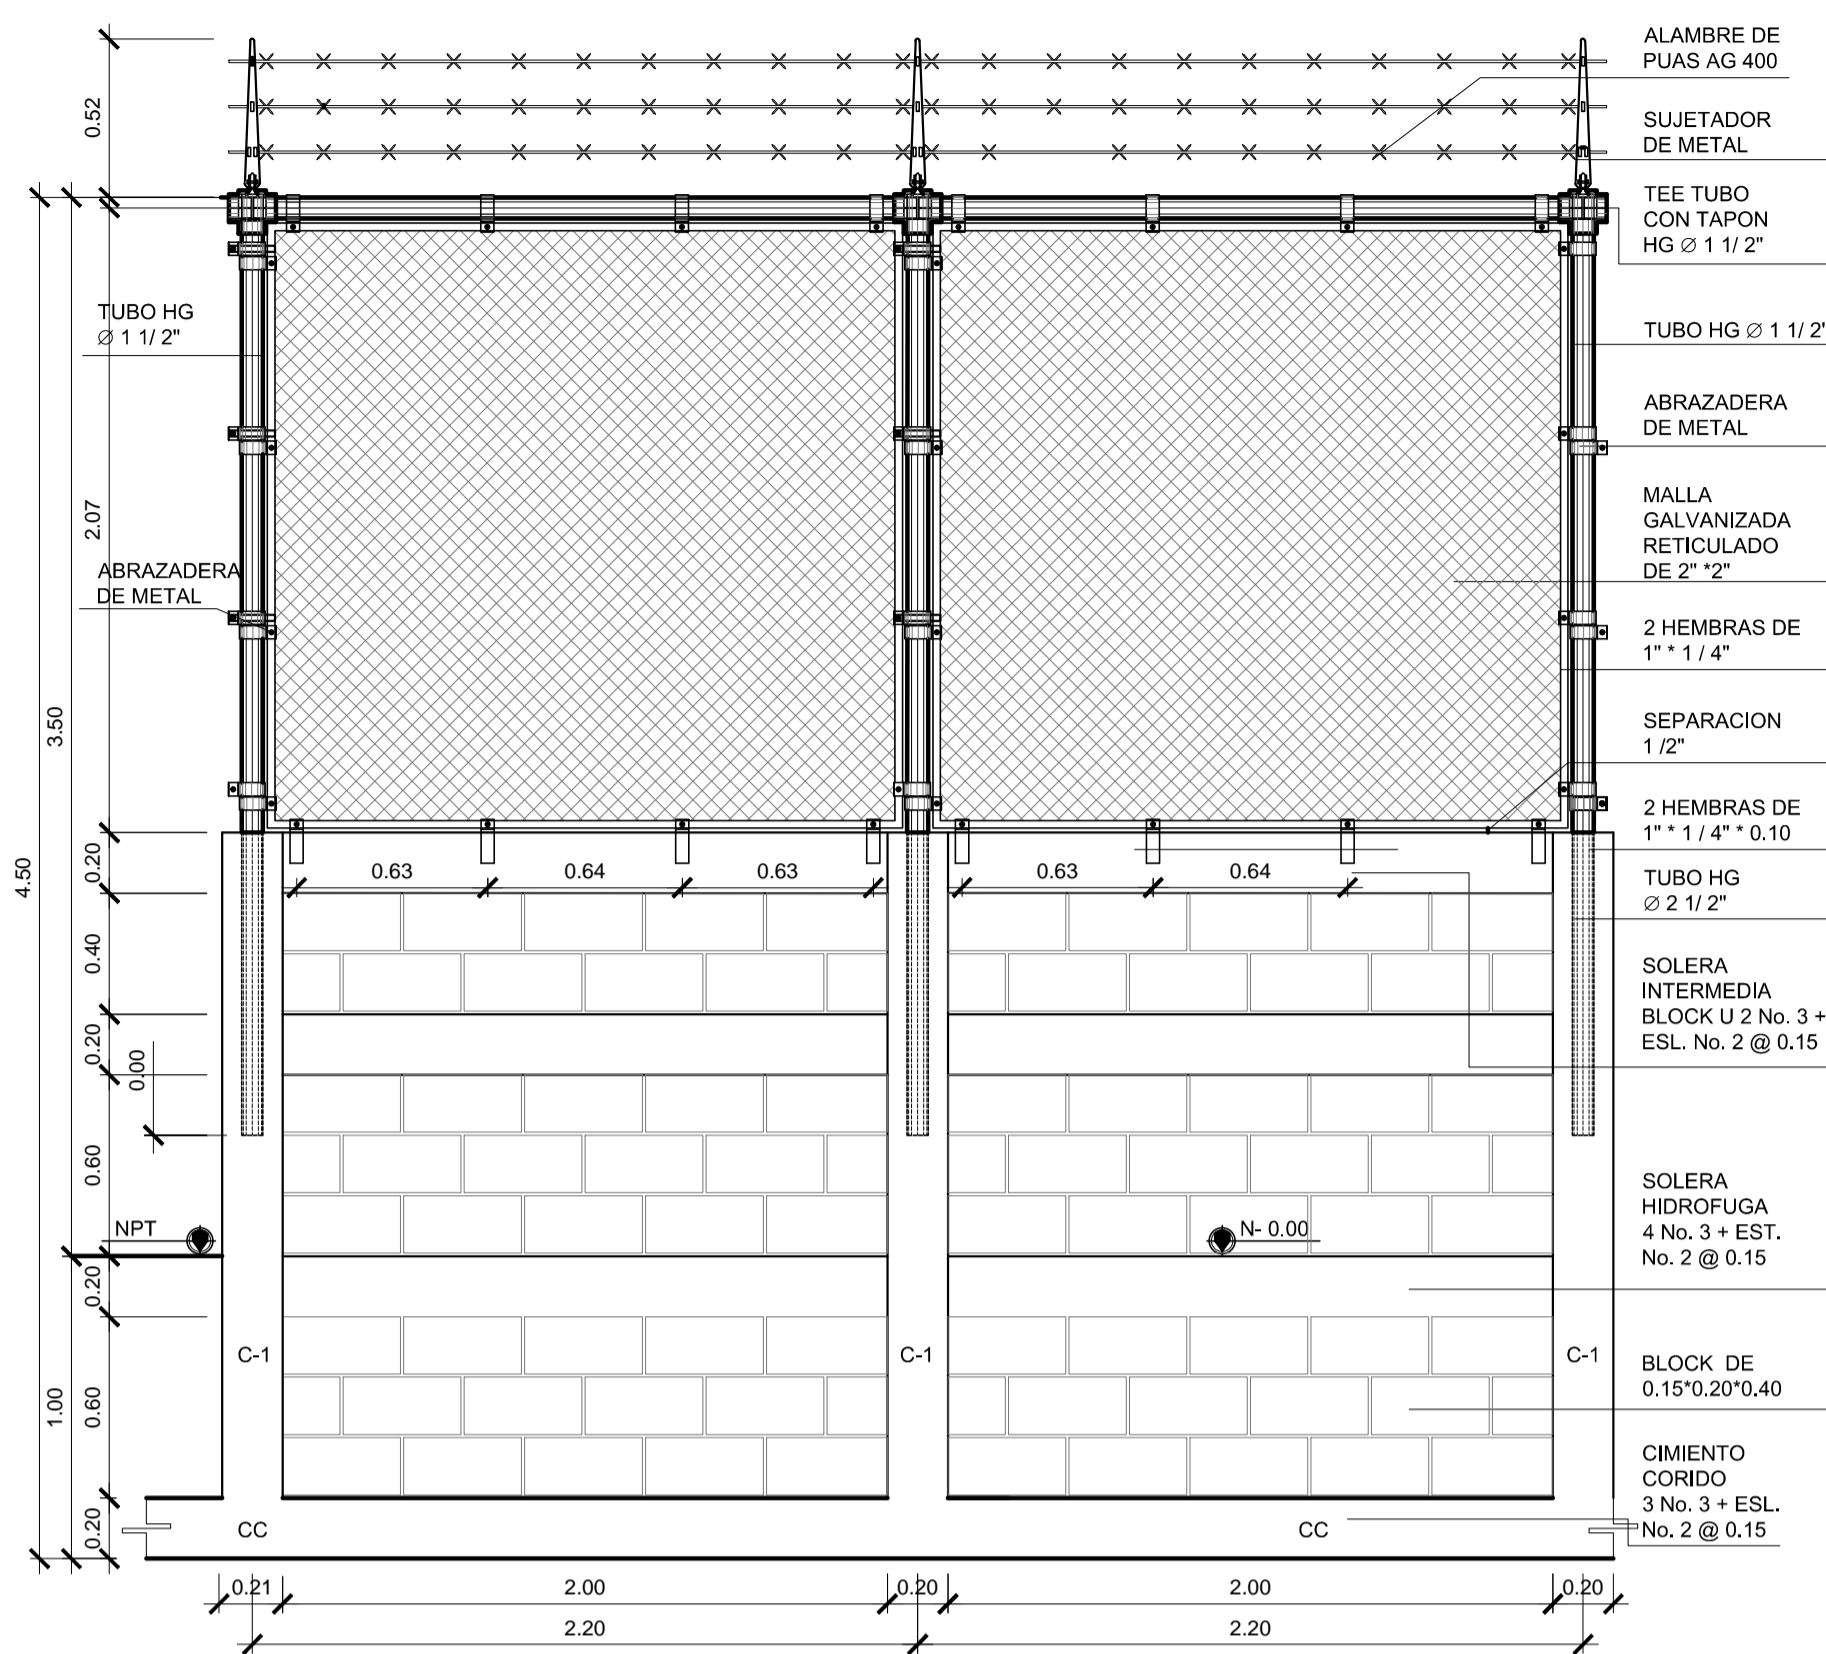 ALAMBRE DE
PUAS AG 400
SUJETADOR
DE METAL
TEE TUBO
CON TAPON
HG Ø 1 1/ 2"
TUBO HG Ø 1 1/ 2"
ABRAZADERA
DE METAL
MALLA
GALVANIZADA
RETICULADO
DE 2" *2"
2 HEMBRAS DE
1" * 1 / 4"
SEPARACION
1 /2"
2 HEMBRAS DE
1" * 1 / 4" * 0.10
TUBO HG
Ø 2 1/ 2"
SOLERA
INTERMEDIA
BLOCK U 2 No. 3 +
ESL. No. 2 @ 0.15
SOLERA
HIDROFUGA
4 No. 3 + EST.
No. 2 @ 0.15
BLOCK DE
0.15*0.20*0.40
CIMIENTO
CORIDO
3 No. 3 + ESL.
No. 2 @ 0.15
TUBO HG
Ø 1 1/ 2"
ABRAZADERA
DE METAL
0.52
2.07
3.50
4.50
0.20
0.40
0.20
0.00
0.60
0.20
1.00
0.60
0.20
0.63
0.64
0.63
0.63
0.64
NPT
N- 0.00
C-1
C-1
C-1
CC
CC
0.21
2.00
0.20
2.00
0.20
2.20
2.20